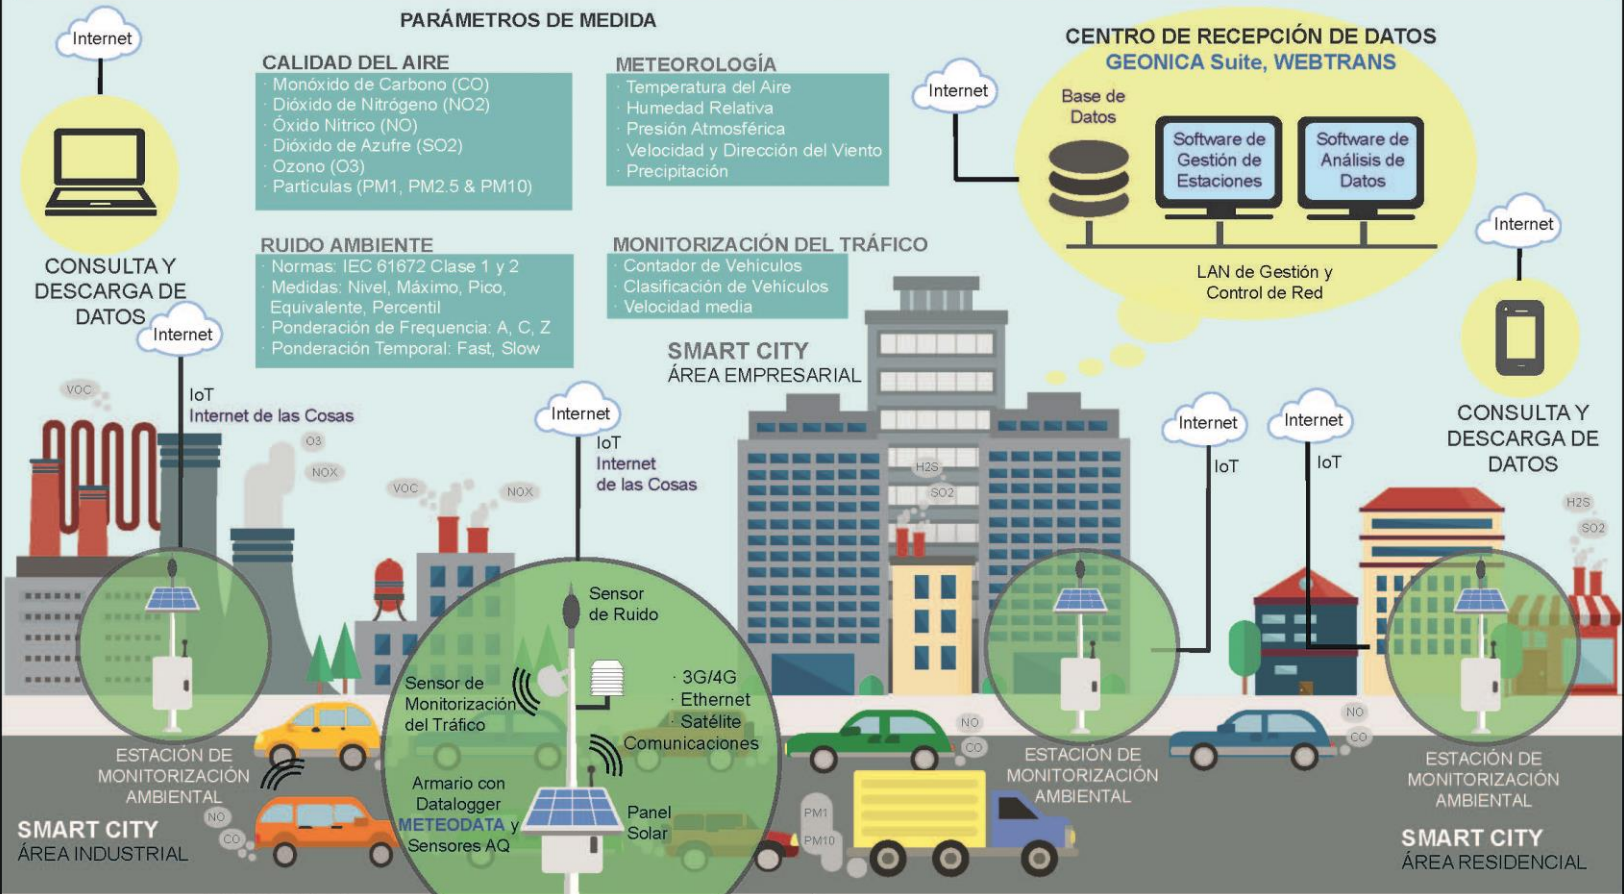 PARÁMETROS DE MEDIDA
Internet
CONSULTA Y
DESCARGA DE
DATOS
CALIDAD DEL AIRE
· Monóxido de Carbono (CO)
· Dióxido de Nitrógeno (NO2)
· Óxido Nítrico (NO)
· Dióxido de Azufre (SO2)
· Ozono (O3)
· Partículas (PM1, PM2.5 & PM10)
METEOROLOGÍA
· Temperatura del Aire
· Humedad Relativa
· Presión Atmosférica
· Velocidad y Dirección del Viento
· Precipitación
RUIDO AMBIENTE
· Normas: IEC 61672 Clase 1 y 2
· Medidas: Nivel, Máximo, Pico,
Equivalente, Percentil
· Ponderación de Frequencia: A, C, Z
· Ponderación Temporal: Fast, Slow
MONITORIZACIÓN DEL TRÁFICO
· Contador de Vehículos
· Clasificación de Vehículos
· Velocidad media
CENTRO DE RECEPCIÓN DE DATOS
GEONICA Suite, WEBTRANS
Internet
Base de
Datos
Software de
Gestión de
Estaciones
Software de
Análisis de
Datos
LAN de Gestión y
Control de Red
Internet
CONSULTA Y
DESCARGA DE
DATOS
SMART CITY
ÁREA EMPRESARIAL
Internet
IoT
Internet de las Cosas
VOC
O3
NOX
VOC
NOX
Internet
IoT
Internet
de las Cosas
H2S
SO2
Internet
IoT
Internet
IoT
H2S
SO2
Sensor
de Ruido
Sensor de
Monitorización
del Tráfico
· 3G/4G
· Ethernet
· Satélite
Comunicaciones
Armario con
Datalogger
METEODATA y
Sensores AQ
Panel
Solar
ESTACIÓN DE
MONITORIZACIÓN
AMBIENTAL
NO
CO
SMART CITY
ÁREA INDUSTRIAL
NO
CO
PM1
PM10
ESTACIÓN DE
MONITORIZACIÓN
AMBIENTAL
NO
CO
ESTACIÓN DE
MONITORIZACIÓN
AMBIENTAL
SMART CITY
ÁREA RESIDENCIAL